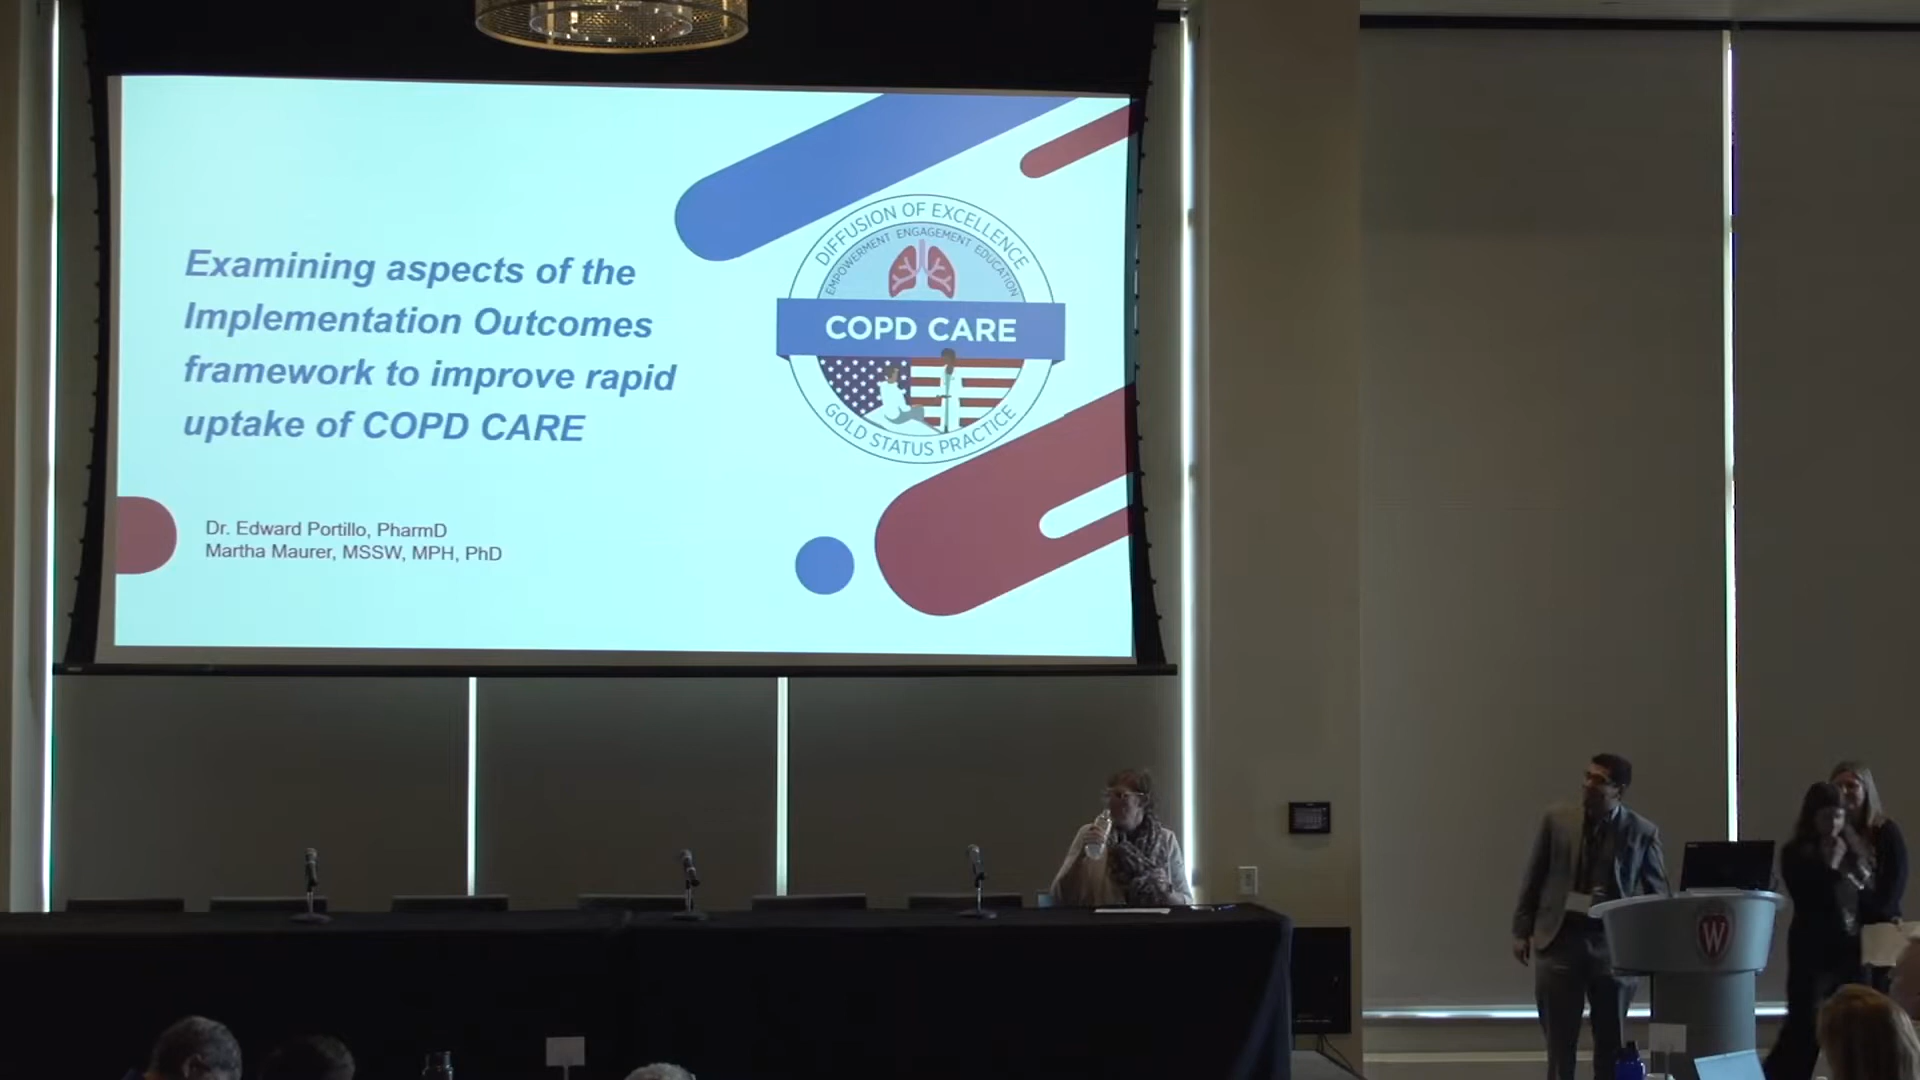 Examining aspects of the
Implementation Outcomes
framework to improve rapid
uptake of COPD CARE
Dr. Edward Portillo, PharmD
Martha Maurer, MSSW, MPH, PhD
DIFFUSION OF EXCELLENCE
EMPOWERMENT ENGAGEMENT EDUCATION
COPD CARE
GOLD STATUS PRACTICE
W